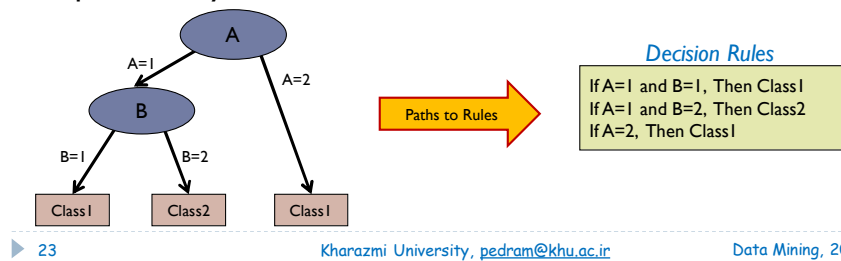 A
A=1
A=2
B
B=1
B=2
Class1
Class2
Class1
Paths to Rules
Decision Rules
If A=1 and B=1, Then Class1
If A=1 and B=2, Then Class2
If A=2, Then Class1
23
Kharazmi University, pedram@khu.ac.ir
Data Mining,